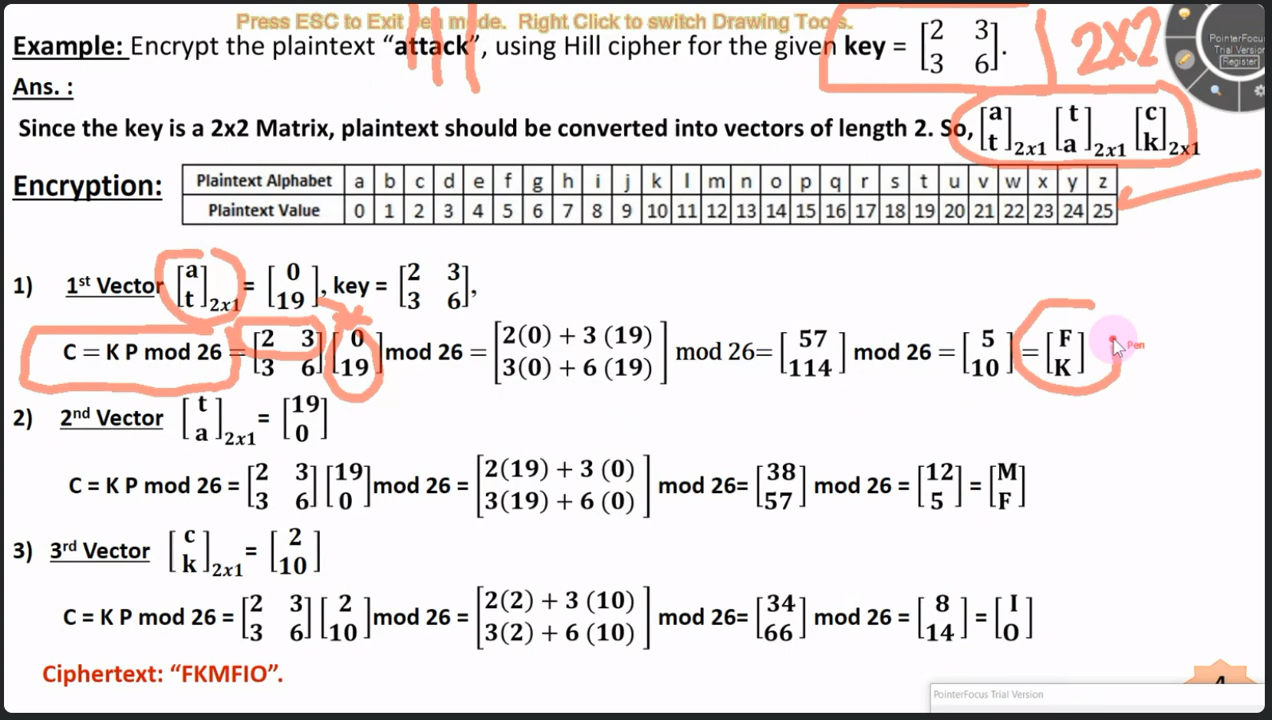 Press ESC to Exit Pen mode. Right Click to switch Drawing Tools.
Example: Encrypt the plaintext “attack”, using Hill cipher for the given key = [2 3; 3 6]. 2X2
PointerFocus
Trial Version
Register
Ans. :
Since the key is a 2x2 Matrix, plaintext should be converted into vectors of length 2. So, [a; t]2x1 [t; a]2x1 [c; k]2x1
Encryption:
Plaintext Alphabet a b c d e f g h i j k l m n o p q r s t u v w x y z
Plaintext Value 0 1 2 3 4 5 6 7 8 9 10 11 12 13 14 15 16 17 18 19 20 21 22 23 24 25
1) 1st Vector [a; t]2x1 = [0; 19], key = [2 3; 3 6],
C = K P mod 26 = [2 3; 3 6] [0; 19] mod 26 = [2(0) + 3 (19); 3(0) + 6 (19)] mod 26= [57; 114] mod 26 = [5; 10] = [F; K]
Pen
2) 2nd Vector [t; a]2x1 = [19; 0]
C = K P mod 26 = [2 3; 3 6] [19; 0] mod 26 = [2(19) + 3 (0); 3(19) + 6 (0)] mod 26= [38; 57] mod 26 = [12; 5] = [M; F]
3) 3rd Vector [c; k]2x1 = [2; 10]
C = K P mod 26 = [2 3; 3 6] [2; 10] mod 26 = [2(2) + 3 (10); 3(2) + 6 (10)] mod 26= [34; 66] mod 26 = [8; 14] = [I; O]
Ciphertext: “FKMFIO”.
PointerFocus Trial Version